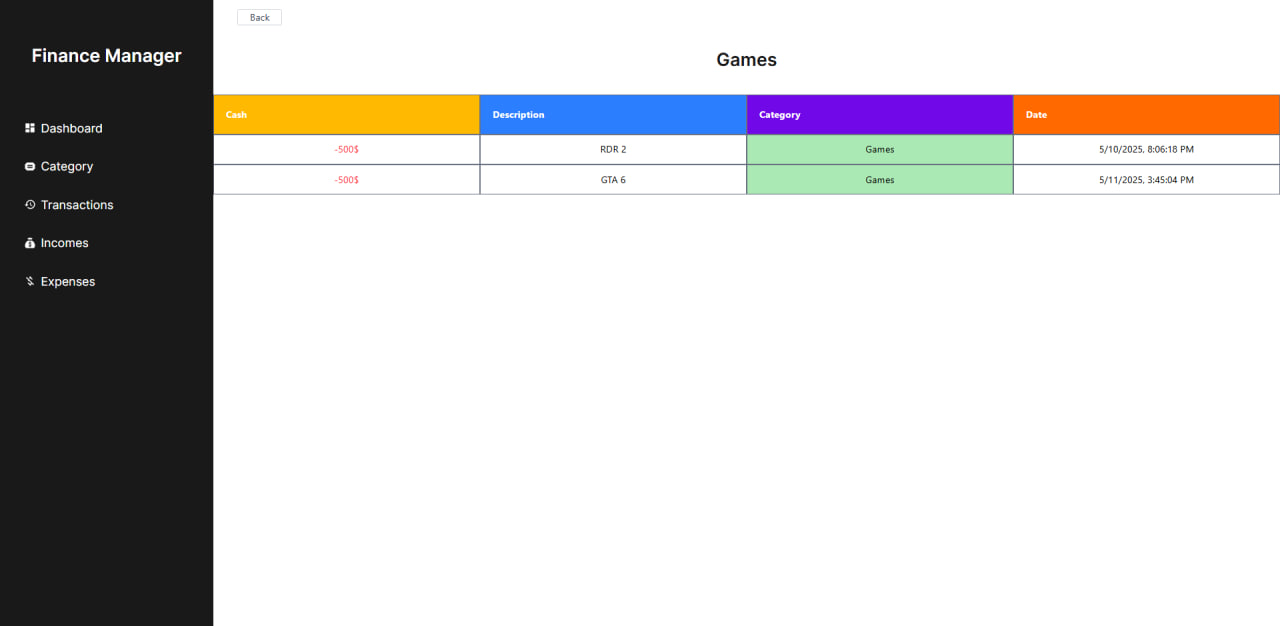 Finance Manager
Dashboard
Category
Transactions
Incomes
Expenses
Back
Games
Cash Description Category Date
-500$ RDR 2 Games 5/10/2025, 8:06:18 PM
-500$ GTA 6 Games 5/11/2025, 3:45:04 PM